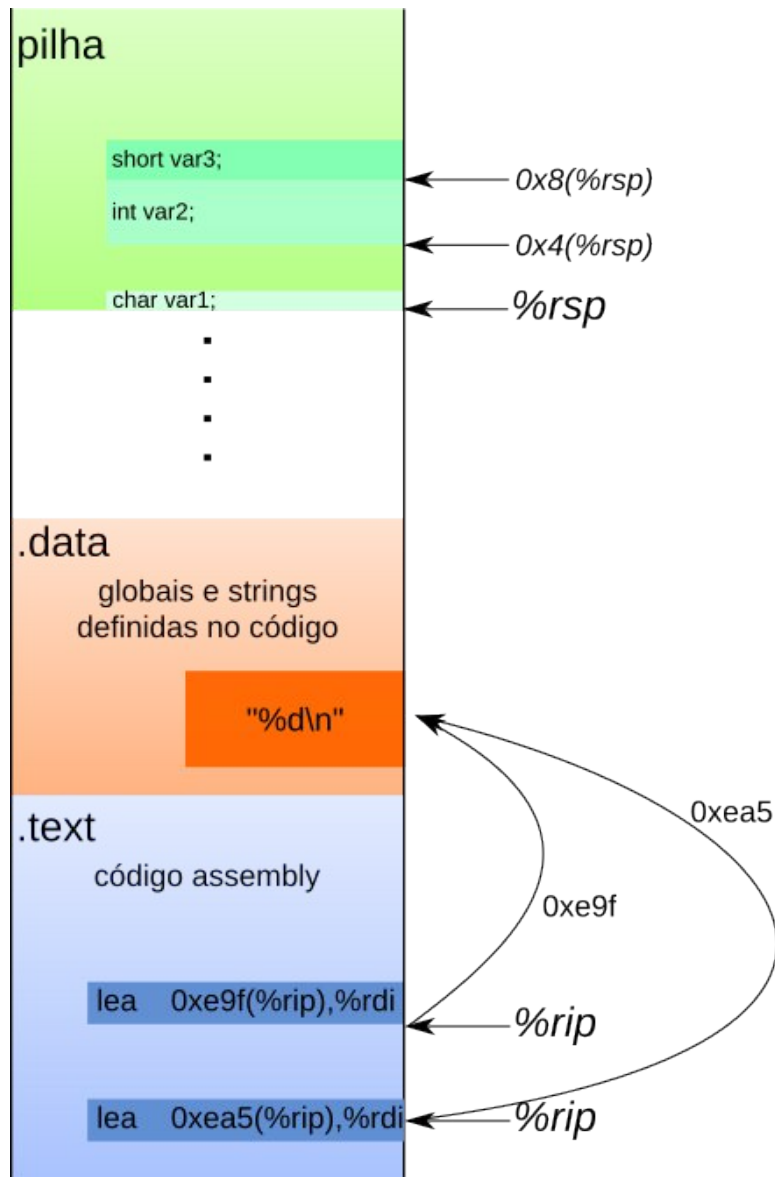 pilha
short var3;
0x8(%rsp)
int var2;
0x4(%rsp)
char var1;
%rsp
.data
globais e strings
definidas no código
"%d\n"
.text
0xea5
código assembly
0xe9f
lea 0xe9f(%rip),%rdi
%rip
lea 0xea5(%rip),%rdi
%rip